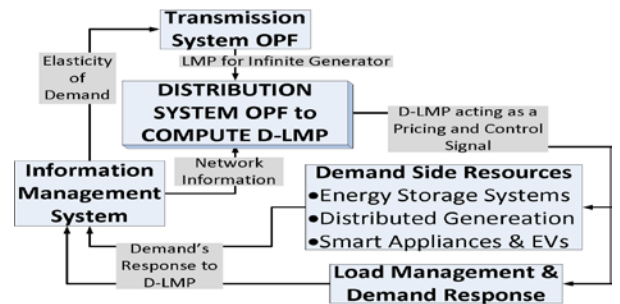 Transmission
System OPF
Elasticity
of
Demand
LMP for Infinite Generator
DISTRIBUTION
SYSTEM OPF to
COMPUTE D-LMP
D-LMP acting as a
Pricing and Control
Signal
Information
Management
System
Network
Information
Demand Side Resources
•Energy Storage Systems
•Distributed Genereation
•Smart Appliances & EVs
Demand's
Response to
D-LMP
Load Management &
Demand Response